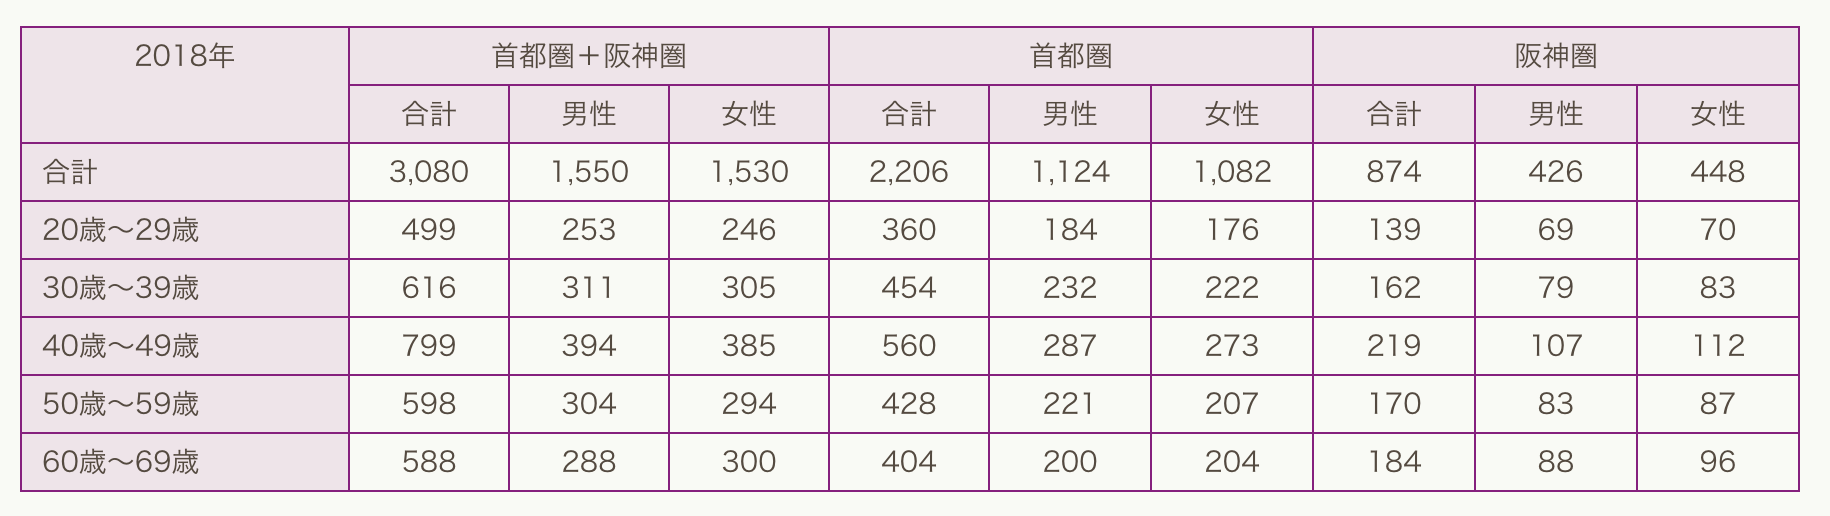 2018年 首都圏＋阪神圏 首都圏 阪神圏
合計 男性 女性 合計 男性 女性 合計 男性 女性
合計 3,080 1,550 1,530 2,206 1,124 1,082 874 426 448
20歳〜29歳 499 253 246 360 184 176 139 69 70
30歳〜39歳 616 311 305 454 232 222 162 79 83
40歳〜49歳 799 394 385 560 287 273 219 107 112
50歳〜59歳 598 304 294 428 221 207 170 83 87
60歳〜69歳 588 288 300 404 200 204 184 88 96